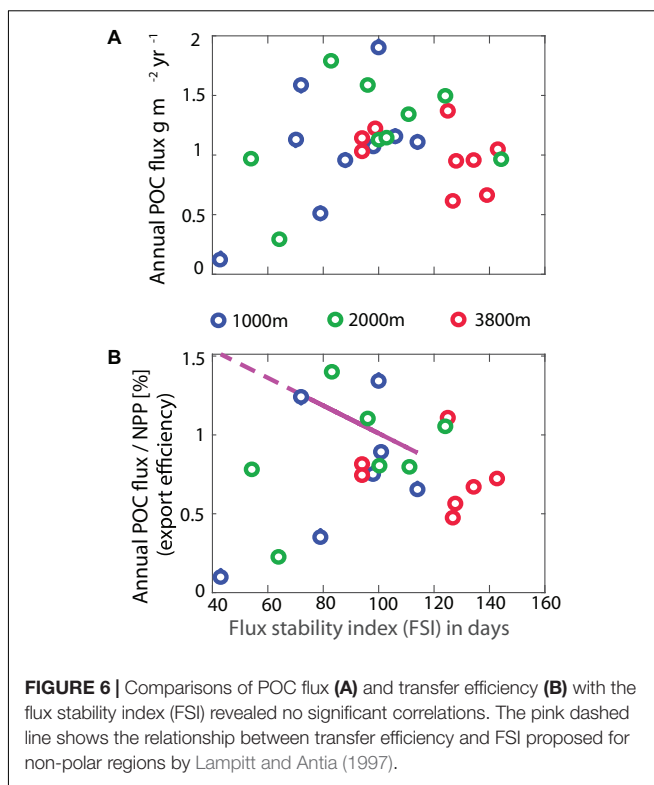 A
Annual POC flux g m ⁻² yr ⁻¹
2
1.5
1
0.5
0
1000m 2000m 3800m
B
Annual POC flux / NPP [%]
(export efficiency)
1.5
1
0.5
0
40 60 80 100 120 140 160
Flux stability index (FSI) in days
FIGURE 6 | Comparisons of POC flux (A) and transfer efficiency (B) with the
flux stability index (FSI) revealed no significant correlations. The pink dashed
line shows the relationship between transfer efficiency and FSI proposed for
non-polar regions by Lampitt and Antia (1997).